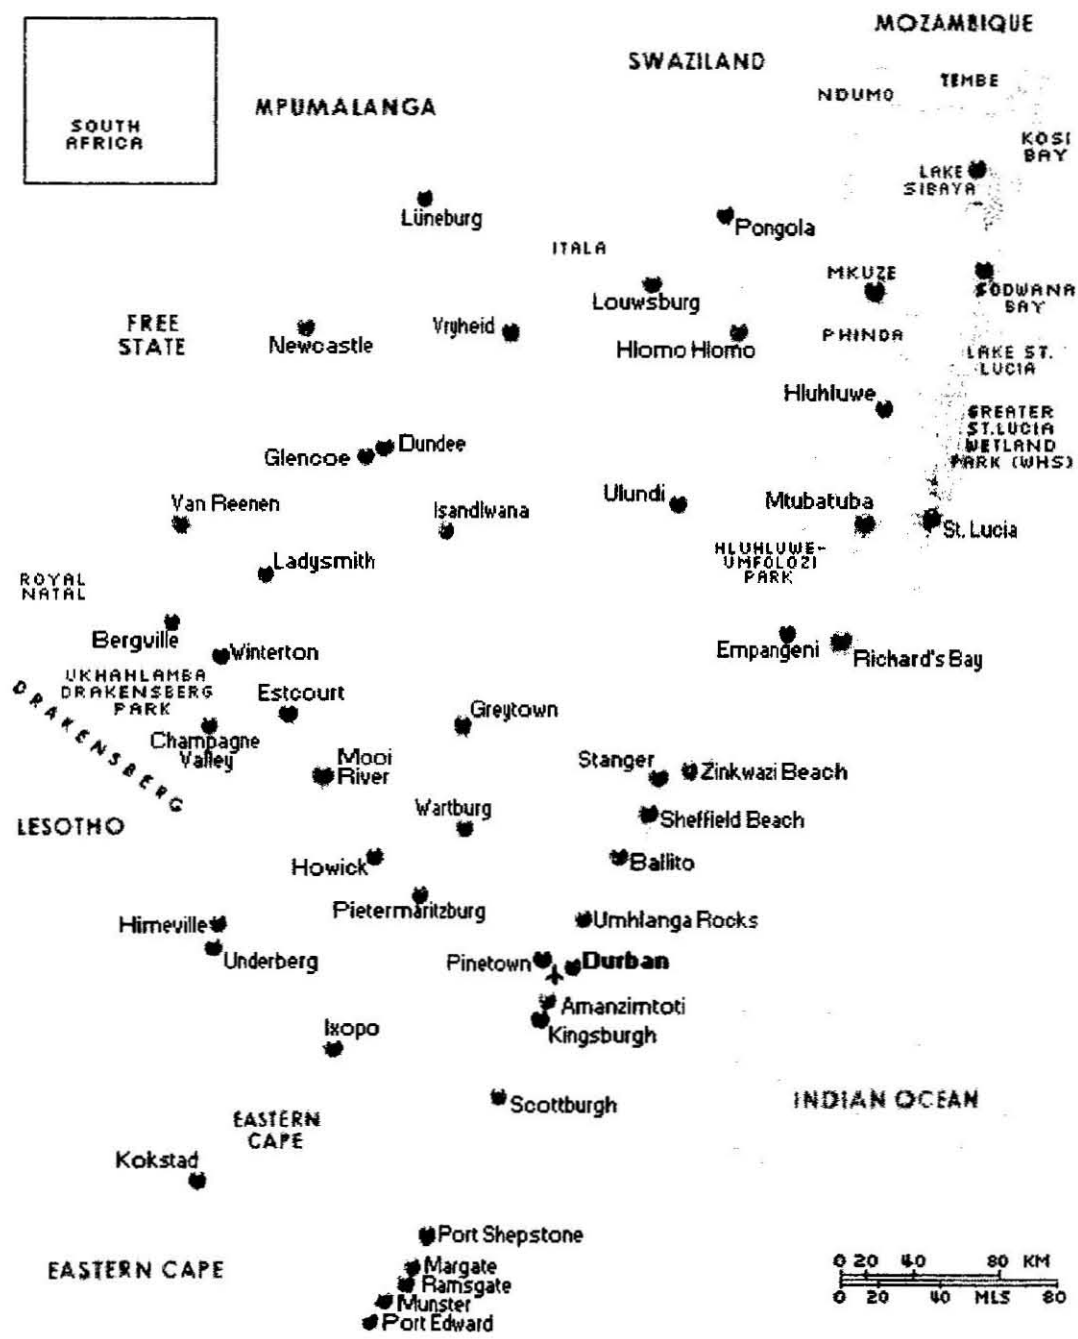 MOZAMBIQUE
SWAZILAND
MPUMALANGA
NDUMO
TEMBE
SOUTH
AFRICA
KOSI
BAY
LAKE
SIBAYA
Lüneburg
Pongola
ITALA
MKUZE
SODWANA
BAY
Louwsburg
FREE
STATE
Newcastle
Vryheid
Hlomo Hlomo
PHINDA
LAKE ST.
LUCIA
Hluhluwe
GREATER
ST.LUCIA
WETLAND
PARK (WHS)
Glencoe
Dundee
Van Reenen
Isandlwana
Ulundi
Mtubatuba
St. Lucia
Ladysmith
HLUHLUWE-
UMFOLOZI
PARK
ROYAL
NATAL
Bergville
Winterton
Empangeni
Richard's Bay
UKHAHLAMBA
DRAKENSBERG
PARK
DRAKENSBERG
Estcourt
Greytown
Champagne
Valley
Mooi
River
Stanger
Zinkwazi Beach
Wartburg
Sheffield Beach
LESOTHO
Howick
Ballito
Pietermaritzburg
Himeville
Umhlanga Rocks
Underberg
Pinetown
Durban
Amanzimtoti
Kingsburgh
Ixopo
Scottburgh
INDIAN OCEAN
EASTERN
CAPE
Kokstad
Port Shepstone
EASTERN CAPE
Margate
Ramsgate
Munster
Port Edward
0 20 40 80 KM
0 20 40 MLS 80